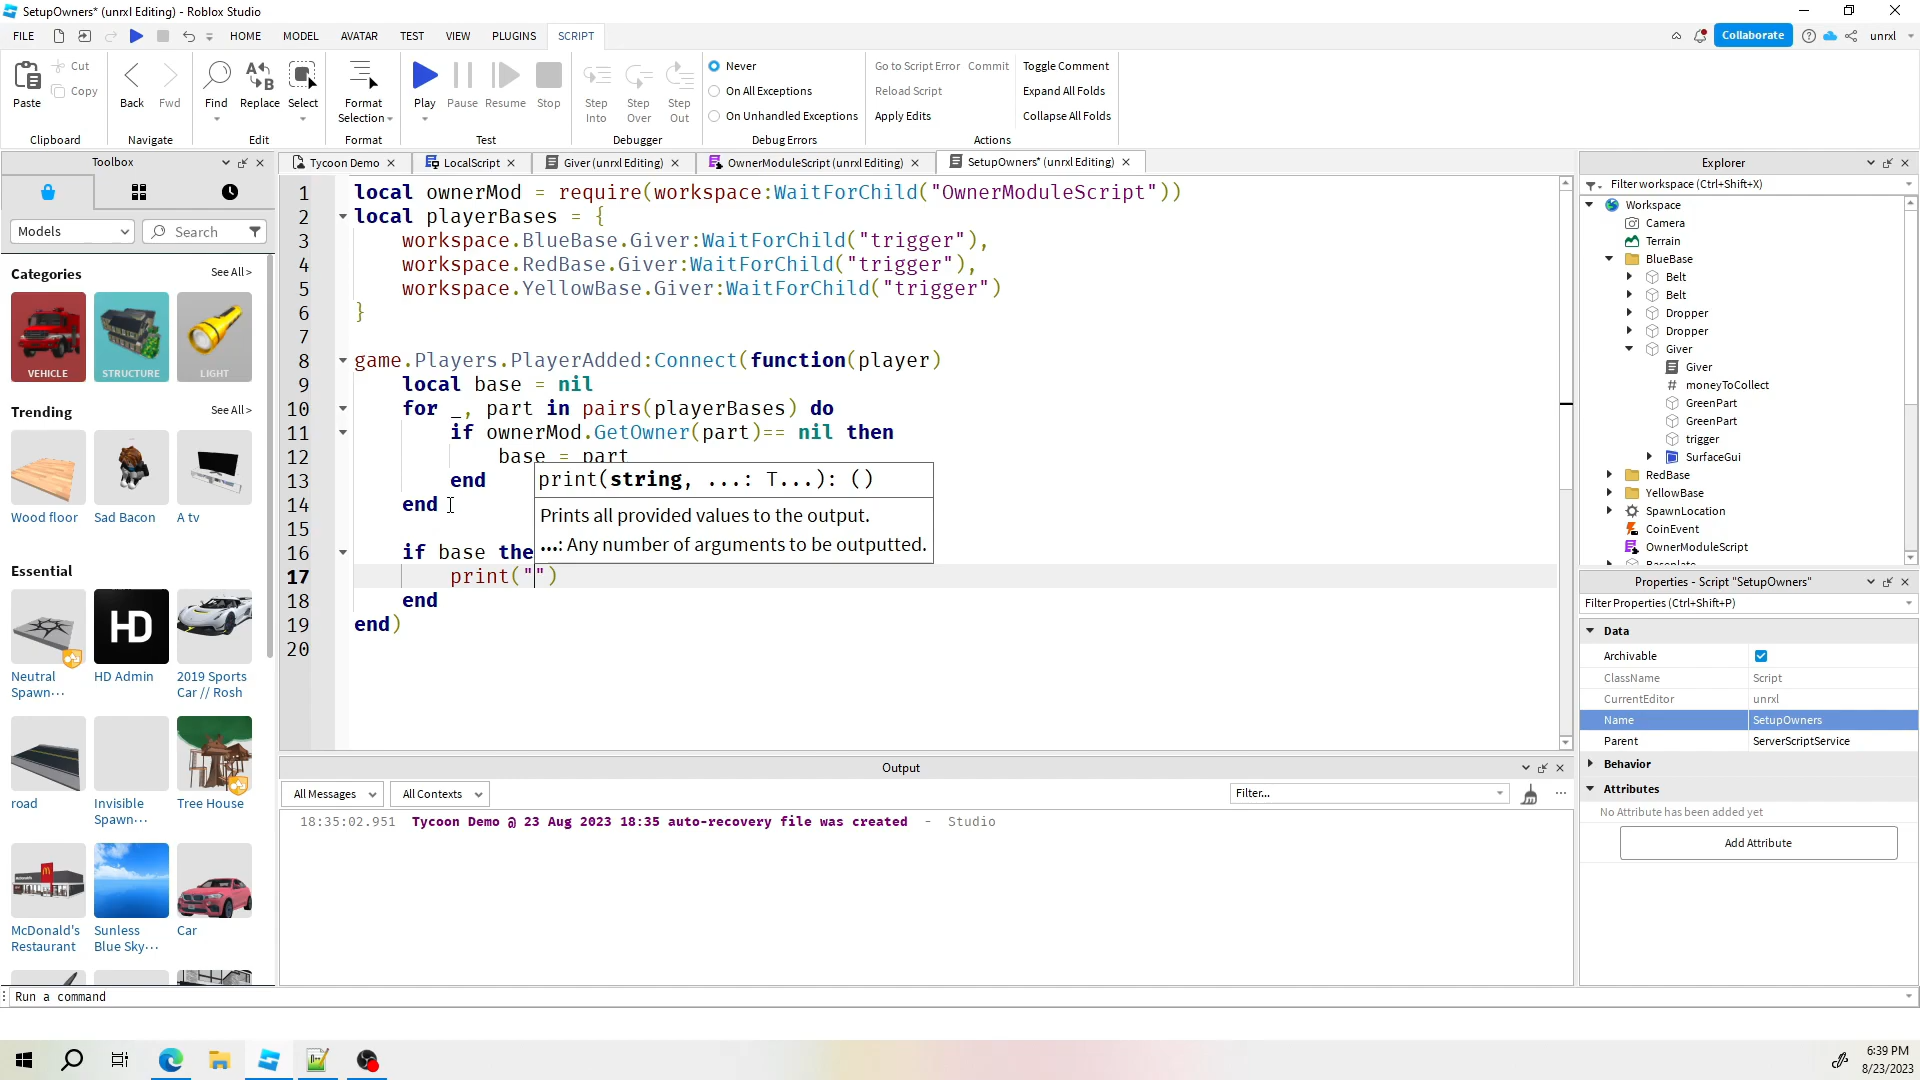 SetupOwners* (unrxl Editing) - Roblox Studio
FILE HOME MODEL AVATAR TEST VIEW PLUGINS SCRIPT Collaborate unrxl
Paste Cut Copy Clipboard
Back Fwd Navigate
Find Replace Select Edit
Format Selection Format
Play Pause Resume Stop Test
Step Into Step Over Step Out Debugger
Never
On All Exceptions
On Unhandled Exceptions
Debug Errors
Go to Script Error Commit
Reload Script
Apply Edits
Toggle Comment
Expand All Folds
Collapse All Folds
Actions
Toolbox
Models Search
Categories See All >
VEHICLE STRUCTURE LIGHT
Trending See All >
Wood floor Sad Bacon A tv
Essential
HD
Neutral Spawn··· HD Admin 2019 Sports Car // Rosh
road Invisible Spawn··· Tree House
McDonald's Restaurant Sunless Blue Sky··· Car
Tycoon Demo LocalScript Giver (unrxl Editing) OwnerModuleScript (unrxl Editing) SetupOwners* (unrxl Editing)
1 local ownerMod = require(workspace:WaitForChild("OwnerModuleScript"))
2 local playerBases = {
3 workspace.BlueBase.Giver:WaitForChild("trigger"),
4 workspace.RedBase.Giver:WaitForChild("trigger"),
5 workspace.YellowBase.Giver:WaitForChild("trigger")
6 }
7
8 game.Players.PlayerAdded:Connect(function(player)
9 local base = nil
10 for _, part in pairs(playerBases) do
11 if ownerMod.GetOwner(part)== nil then
12 base = part
13 end
14 end
15
16 if base the
17 print("")
18 end
19 end)
20
print(string, ...: T...): ()
Prints all provided values to the output.
...: Any number of arguments to be outputted.
Output
All Messages All Contexts Filter...
18:35:02.951 Tycoon Demo @ 23 Aug 2023 18:35 auto-recovery file was created - Studio
Explorer
Filter workspace (Ctrl+Shift+X)
Workspace
Camera
Terrain
BlueBase
Belt
Belt
Dropper
Dropper
Giver
Giver
moneyToCollect
GreenPart
GreenPart
trigger
SurfaceGui
RedBase
YellowBase
SpawnLocation
CoinEvent
OwnerModuleScript
Baseplate
Properties - Script "SetupOwners"
Filter Properties (Ctrl+Shift+P)
Data
Archivable
ClassName Script
CurrentEditor unrxl
Name SetupOwners
Parent ServerScriptService
Behavior
Attributes
No Attribute has been added yet
Add Attribute
Run a command
6:39 PM
8/23/2023